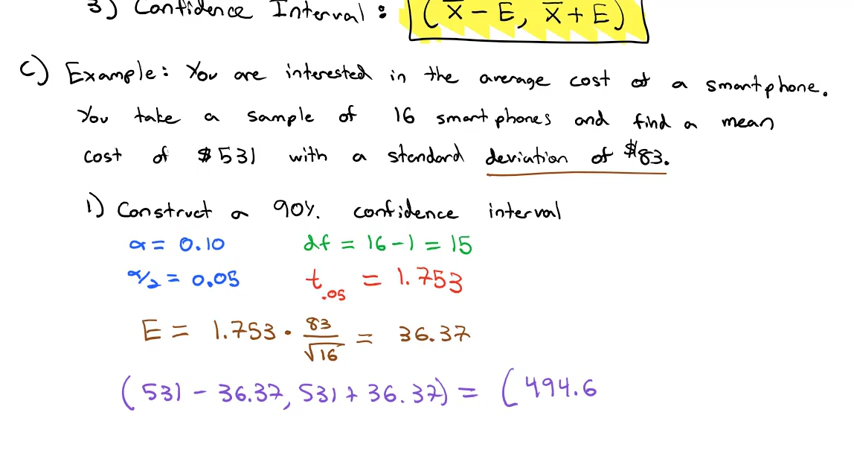 3) Confidence Interval: (x̄ − E, x̄ + E)
C) Example: You are interested in the average cost of a smartphone.
You take a sample of 16 smartphones and find a mean
cost of $531 with a standard deviation of $83.
1) Construct a 90% confidence interval
α = 0.10 df = 16 − 1 = 15
α/2 = 0.05 t.05 = 1.753
E = 1.753 · 83/√16 = 36.37
(531 − 36.37, 531 + 36.37) = (494.6